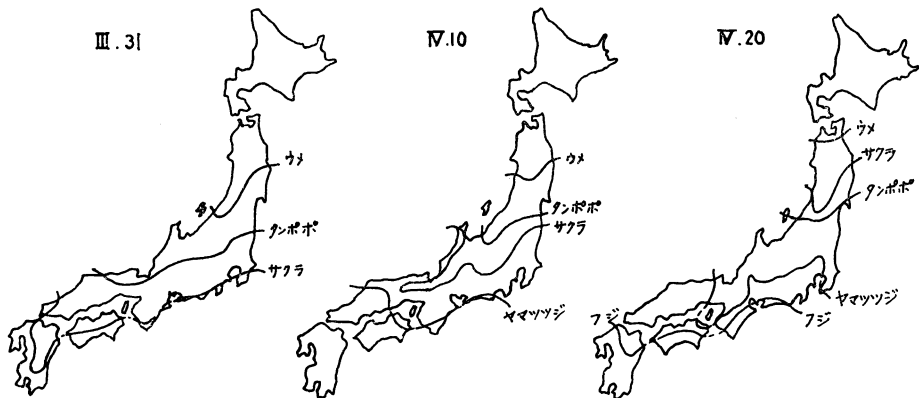 III.31
ウメ
タンポポ
サクラ
IV.10
ウメ
タンポポ
サクラ
ヤマツツジ
IV.20
ウメ
サクラ
タンポポ
ヤマツツジ
フジ
フジ